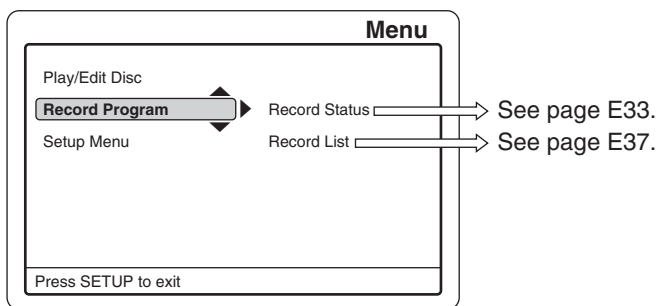 Menu
Play/Edit Disc
Record Program Record Status See page E33.
Setup Menu Record List See page E37.
Press SETUP to exit